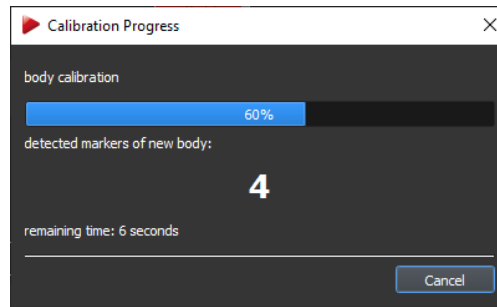 Calibration Progress
body calibration
60%
detected markers of new body:
4
remaining time: 6 seconds
Cancel